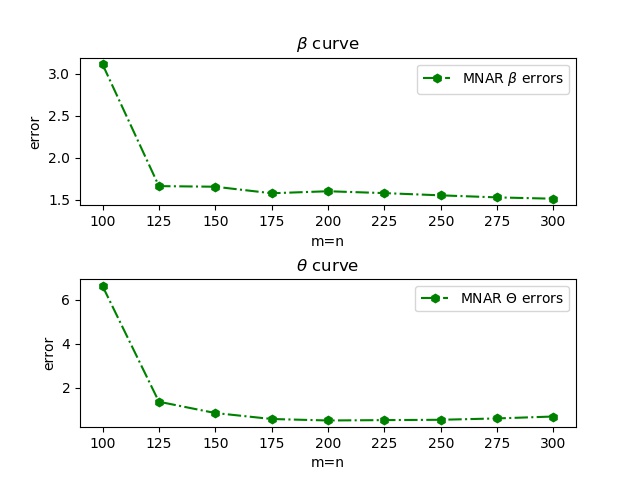 β curve
3.0
2.5
2.0
1.5
error
MNAR β errors
100 125 150 175 200 225 250 275 300
m=n
θ curve
6
4
2
error
MNAR Θ errors
100 125 150 175 200 225 250 275 300
m=n